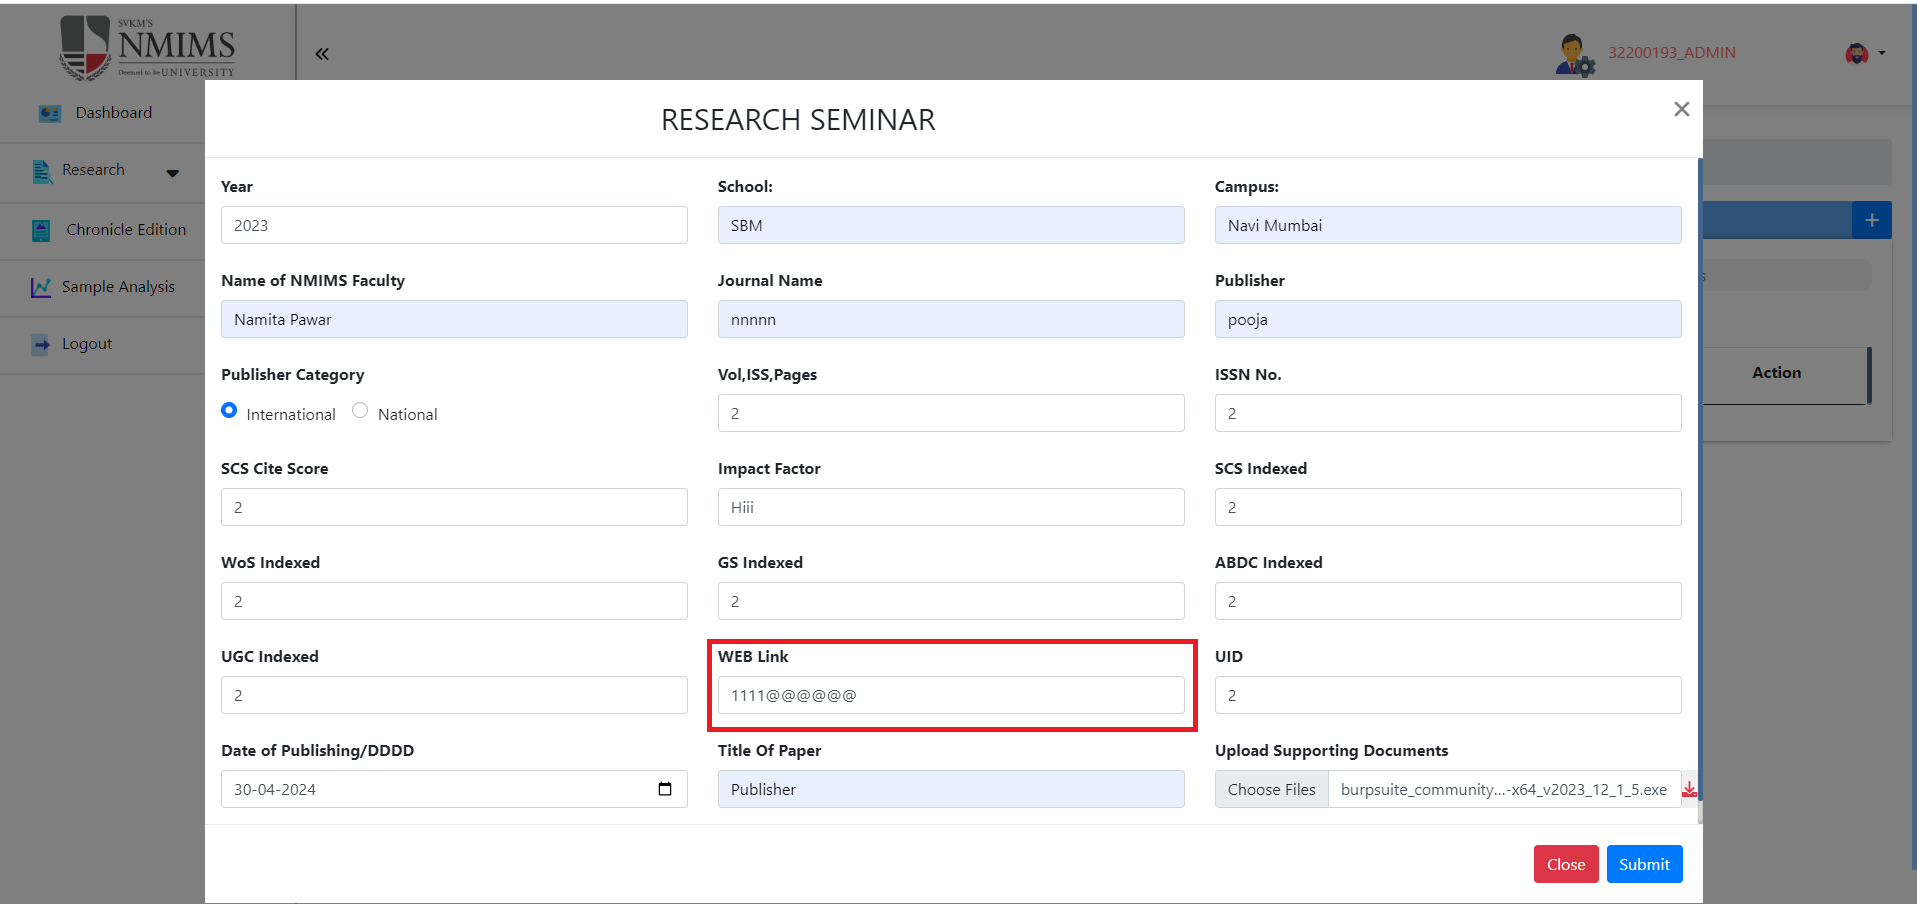 SVKM'S
NMIMS
Deemed to be UNIVERSITY
32200193_ADMIN
Dashboard
Research
Chronicle Edition
Sample Analysis
Logout
RESEARCH SEMINAR
Year
School:
Campus:
2023
SBM
Navi Mumbai
Name of NMIMS Faculty
Journal Name
Publisher
Namita Pawar
nnnnn
pooja
Publisher Category
Vol,ISS,Pages
ISSN No.
International
National
2
2
Action
SCS Cite Score
Impact Factor
SCS Indexed
2
Hiii
2
WoS Indexed
GS Indexed
ABDC Indexed
2
2
2
UGC Indexed
WEB Link
UID
2
1111@@@@@@
2
Date of Publishing/DDDD
Title Of Paper
Upload Supporting Documents
30-04-2024
Publisher
Choose Files
burpsuite_community...-x64_v2023_12_1_5.exe
Close
Submit